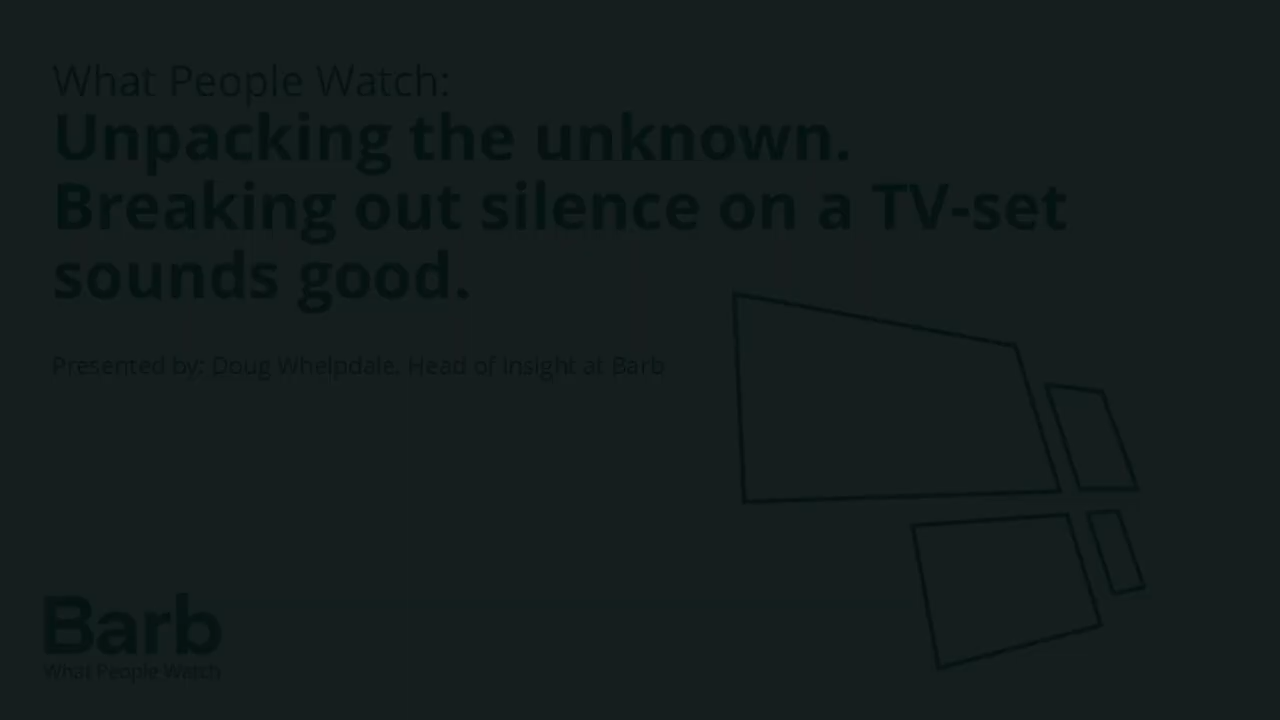 What People Watch:
Unpacking the unknown.
Breaking out silence on a TV-set
sounds good.
Presented by: Doug Whelpdale. Head of Insight at Barb
Barb
What People Watch